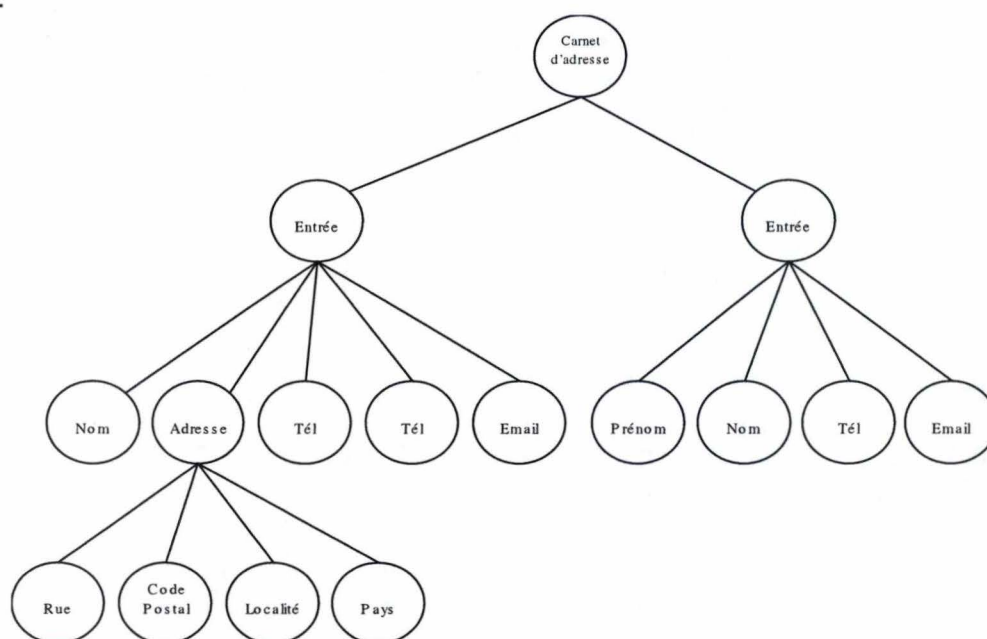 Carnet
d'adresse
Entrée
Entrée
Nom
Adresse
Tél
Tél
Email
Prénom
Nom
Tél
Email
Rue
Code
Postal
Localité
Pays